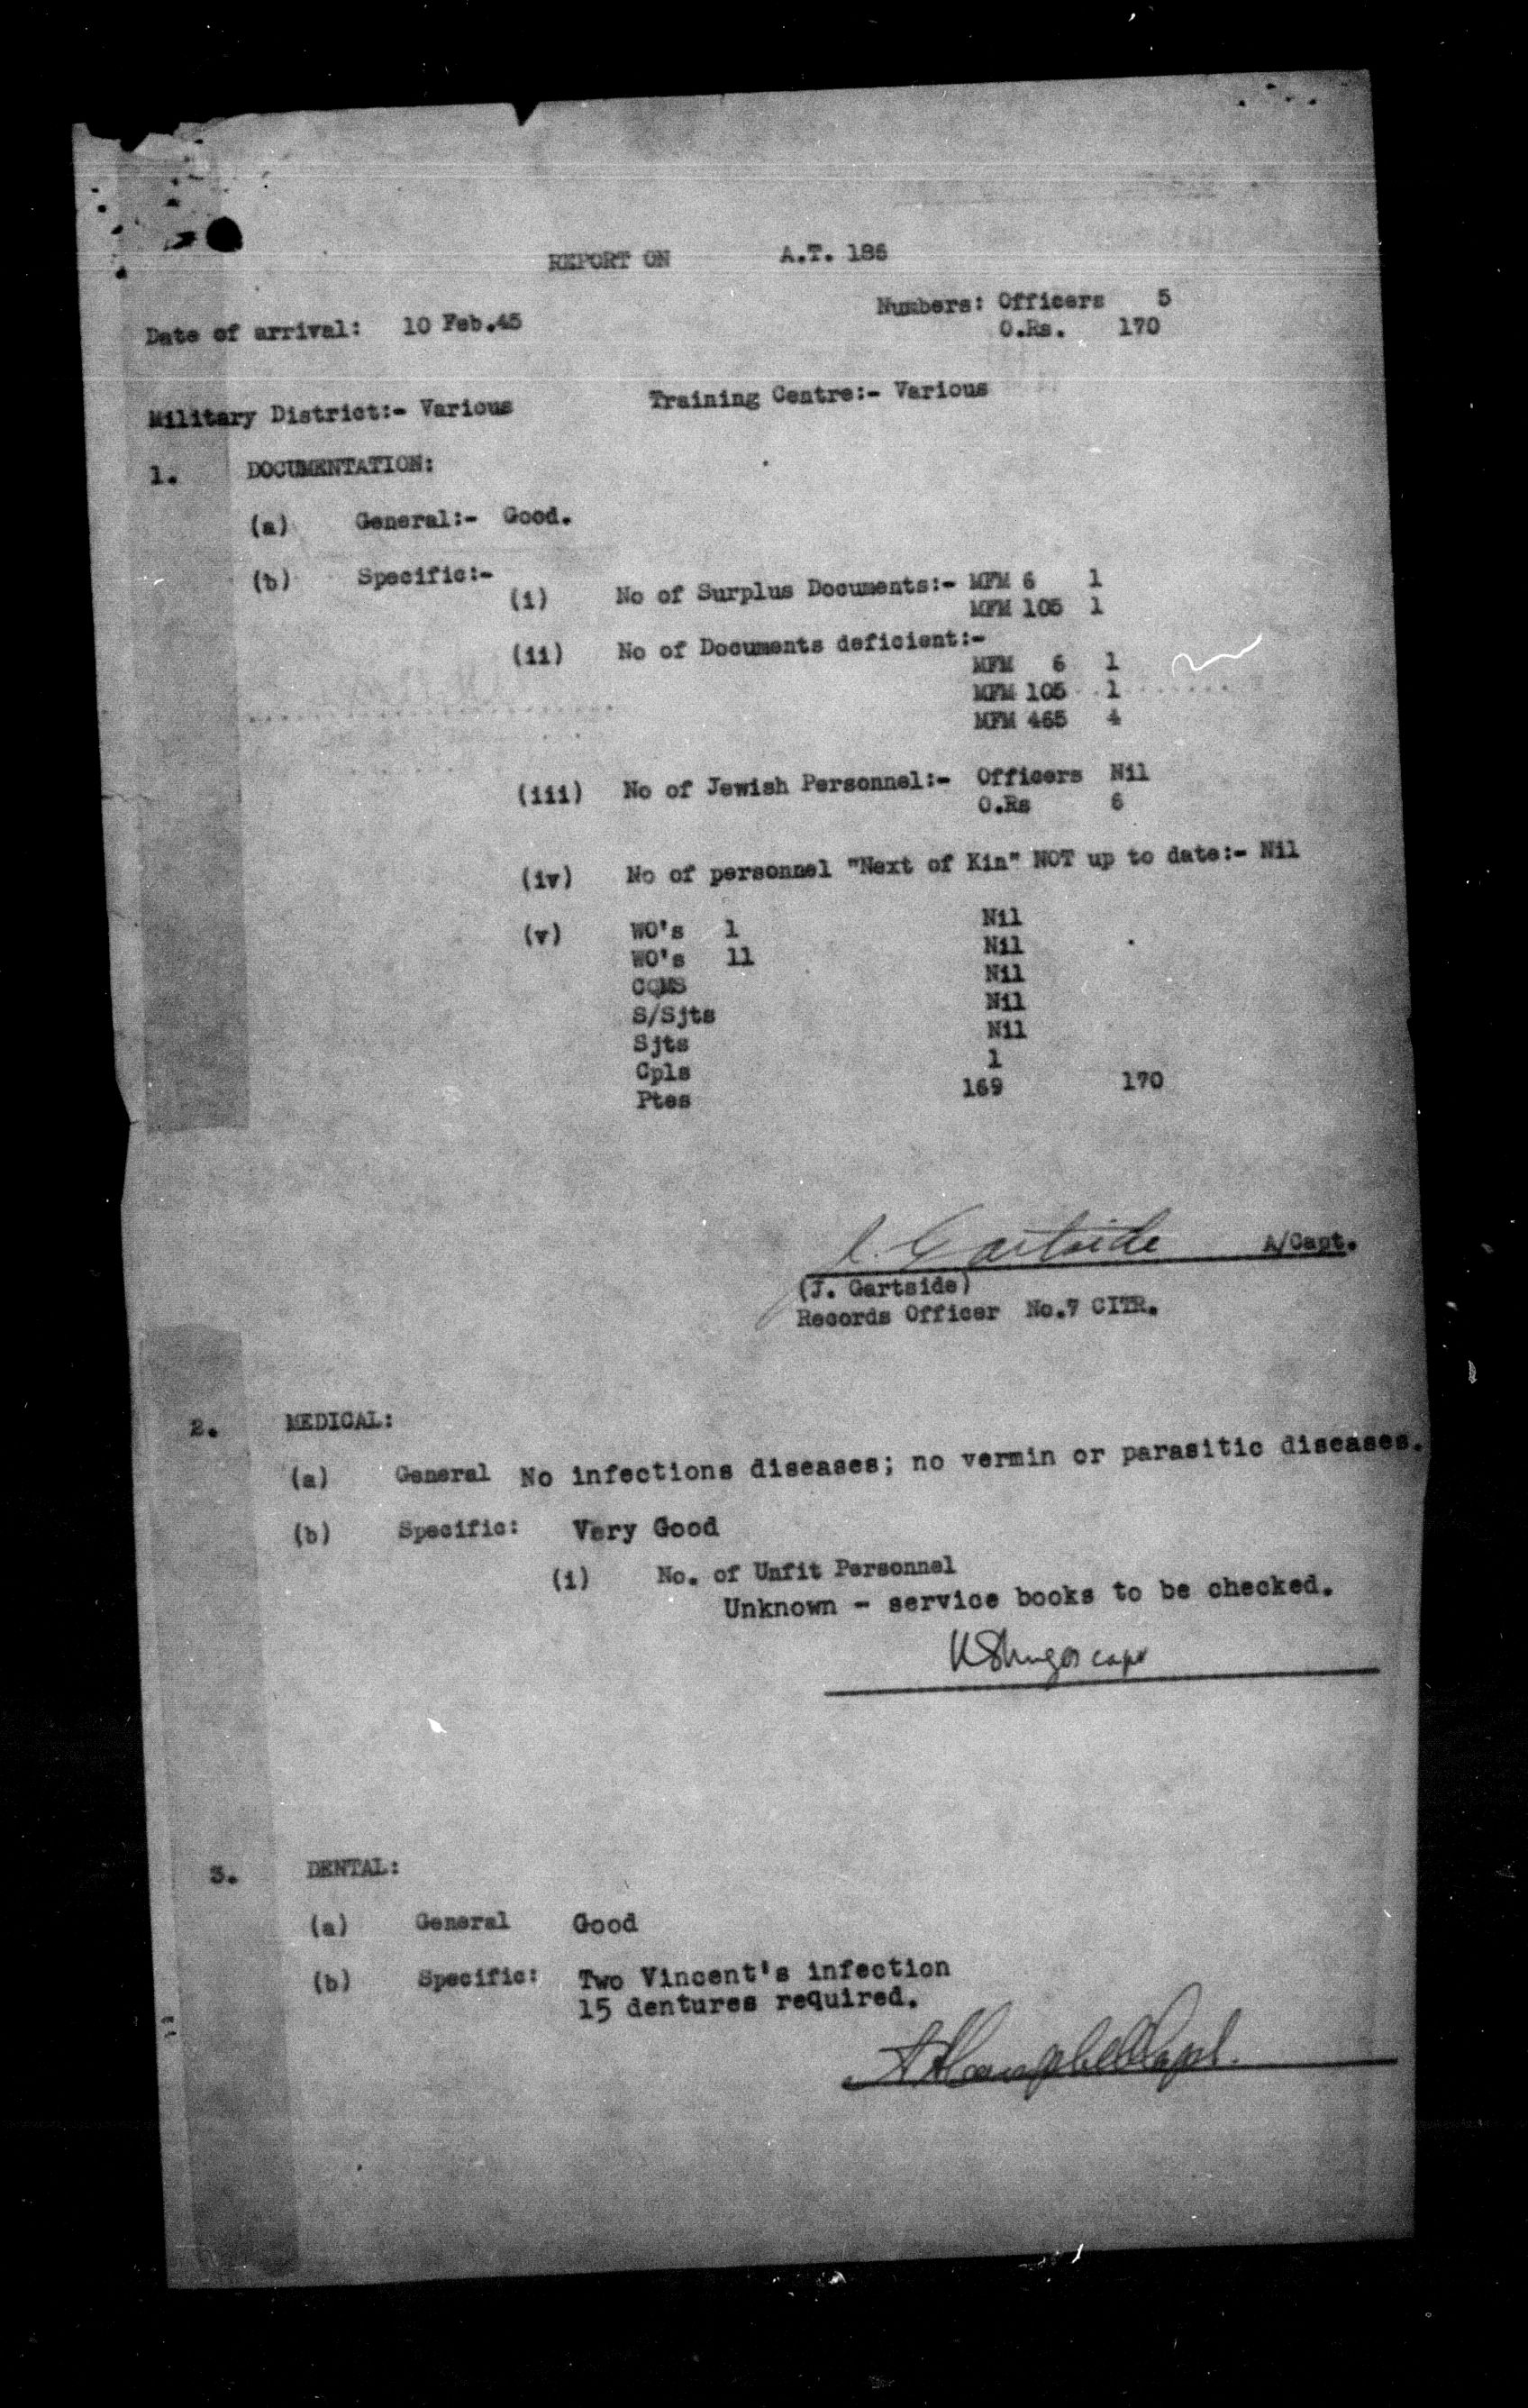 REPORT ON A.T. 186
Numbers: Officers 5
Date of arrival: 10 Feb.45 O.Rs. 170
Military District:- Various Training Centre:- Various
1. DOCUMENTATION:
(a) General:- Good.
(b) Specific:-
(i) No of Surplus Documents:- MFM 6 1
MFM 105 1
(ii) No of Documents deficient:-
MFM 6 1
MFM 105 1
MFM 465 4
(iii) No of Jewish Personnel:- Officers Nil
O.Rs 6
(iv) No of personnel "Next of Kin" NOT up to date:- Nil
(v) WO's 1 Nil
WO's 11 Nil
CQMS Nil
S/Sjts Nil
Sjts Nil
Cpls 1
Ptes 169 170
J. Gartside A/Capt.
(J. Gartside)
Records Officer No.7 CITR.
2. MEDICAL:
(a) General No infections diseases; no vermin or parasitic diseases.
(b) Specific: Very Good
(i) No. of Unfit Personnel
Unknown - service books to be checked.
capt
3. DENTAL:
(a) General Good
(b) Specific: Two Vincent's infection
15 dentures required.
Campbell Capt.